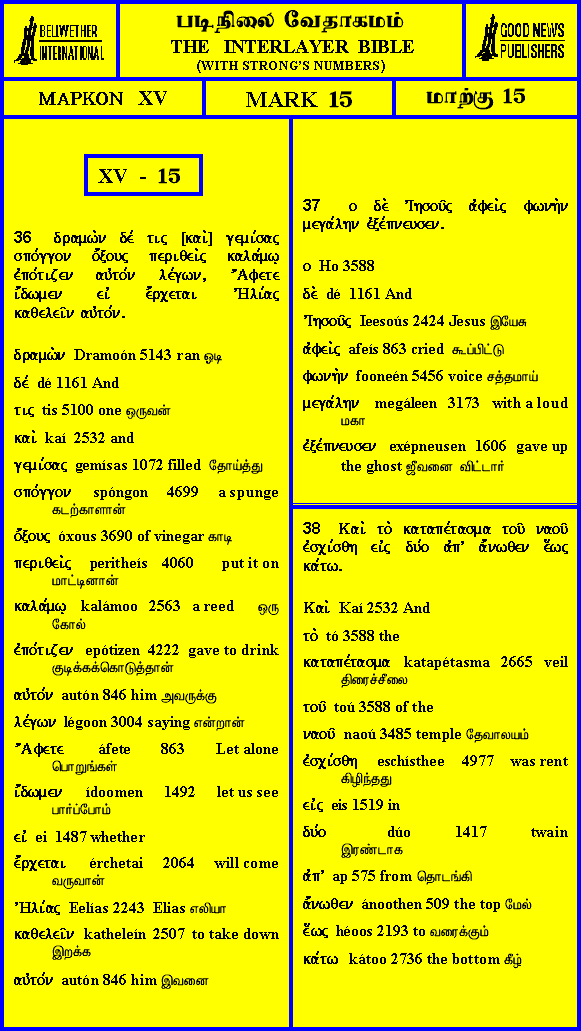 BELLWETHER
INTERNATIONAL
படிநிலை வேதாகமம்
THE INTERLAYER BIBLE
(WITH STRONG'S NUMBERS)
GOOD NEWS
PUBLISHERS
ΜΑΡΚΟΝ XV
MARK 15
மாற்கு 15
XV - 15
36 δραμὼν δέ τις [καὶ] γεμίσας
σπόγγον ὄξους περιθεὶς καλάμῳ
ἐπότιζεν αὐτόν λέγων, Ἄφετε
ἴδωμεν εἰ ἔρχεται Ἠλίας
καθελεῖν αὐτόν.
δραμὼν Dramoón 5143 ran ஒடி
δέ dé 1161 And
τις tis 5100 one ஒருவன்
καὶ kaí 2532 and
γεμίσας gemísas 1072 filled தோய்த்து
σπόγγον spóngon 4699 a spunge
கடற்காளான்
ὄξους óxous 3690 of vinegar காடி
περιθεὶς peritheís 4060 put it on
மாட்டினான்
καλάμῳ kalámoo 2563 a reed ஒரு
கோல்
ἐπότιζεν epótizen 4222 gave to drink
குடிக்கக்கொடுத்தான்
αὐτόν autón 846 him அவருக்கு
λέγων légoon 3004 saying என்றான்
Ἄφετε áfete 863 Let alone
பொறுங்கள்
ἴδωμεν ídoomen 1492 let us see
பார்ப்போம்
εἰ ei 1487 whether
ἔρχεται érchetai 2064 will come
வருவான்
Ἠλίας Eelías 2243 Elias எலியா
καθελεῖν katheleín 2507 to take down
இறக்க
αὐτόν autón 846 him இவனை
37 ο δὲ Ἰησοῦς ἀφεὶς φωνὴν
μεγάλην ἐξέπνευσεν.
ο Ho 3588
δὲ dé 1161 And
Ἰησοῦς Ieesoús 2424 Jesus இயேசு
ἀφεὶς afeís 863 cried கூப்பிட்டு
φωνὴν fooneén 5456 voice சத்தமாய்
μεγάλην megáleen 3173 with a loud
மகா
ἐξέπνευσεν exépneusen 1606 gave up
the ghost ஜீவனை விட்டார்
38 Καὶ τὸ καταπέτασμα τοῦ ναοῦ
ἐσχίσθη εἰς δύο ἀπ' ἄνωθεν ἕως
κάτω.
Καὶ Kaí 2532 And
τὸ tó 3588 the
καταπέτασμα katapétasma 2665 veil
திரைச்சீலை
τοῦ toú 3588 of the
ναοῦ naoú 3485 temple தேவாலயம்
ἐσχίσθη eschísthee 4977 was rent
கிழிந்தது
εἰς eis 1519 in
δύο dúo 1417 twain
இரண்டாக
ἀπ' ap 575 from தொடங்கி
ἄνωθεν ánoothen 509 the top மேல்
ἕως héoos 2193 to வரைக்கும்
κάτω kátoo 2736 the bottom கீழ்